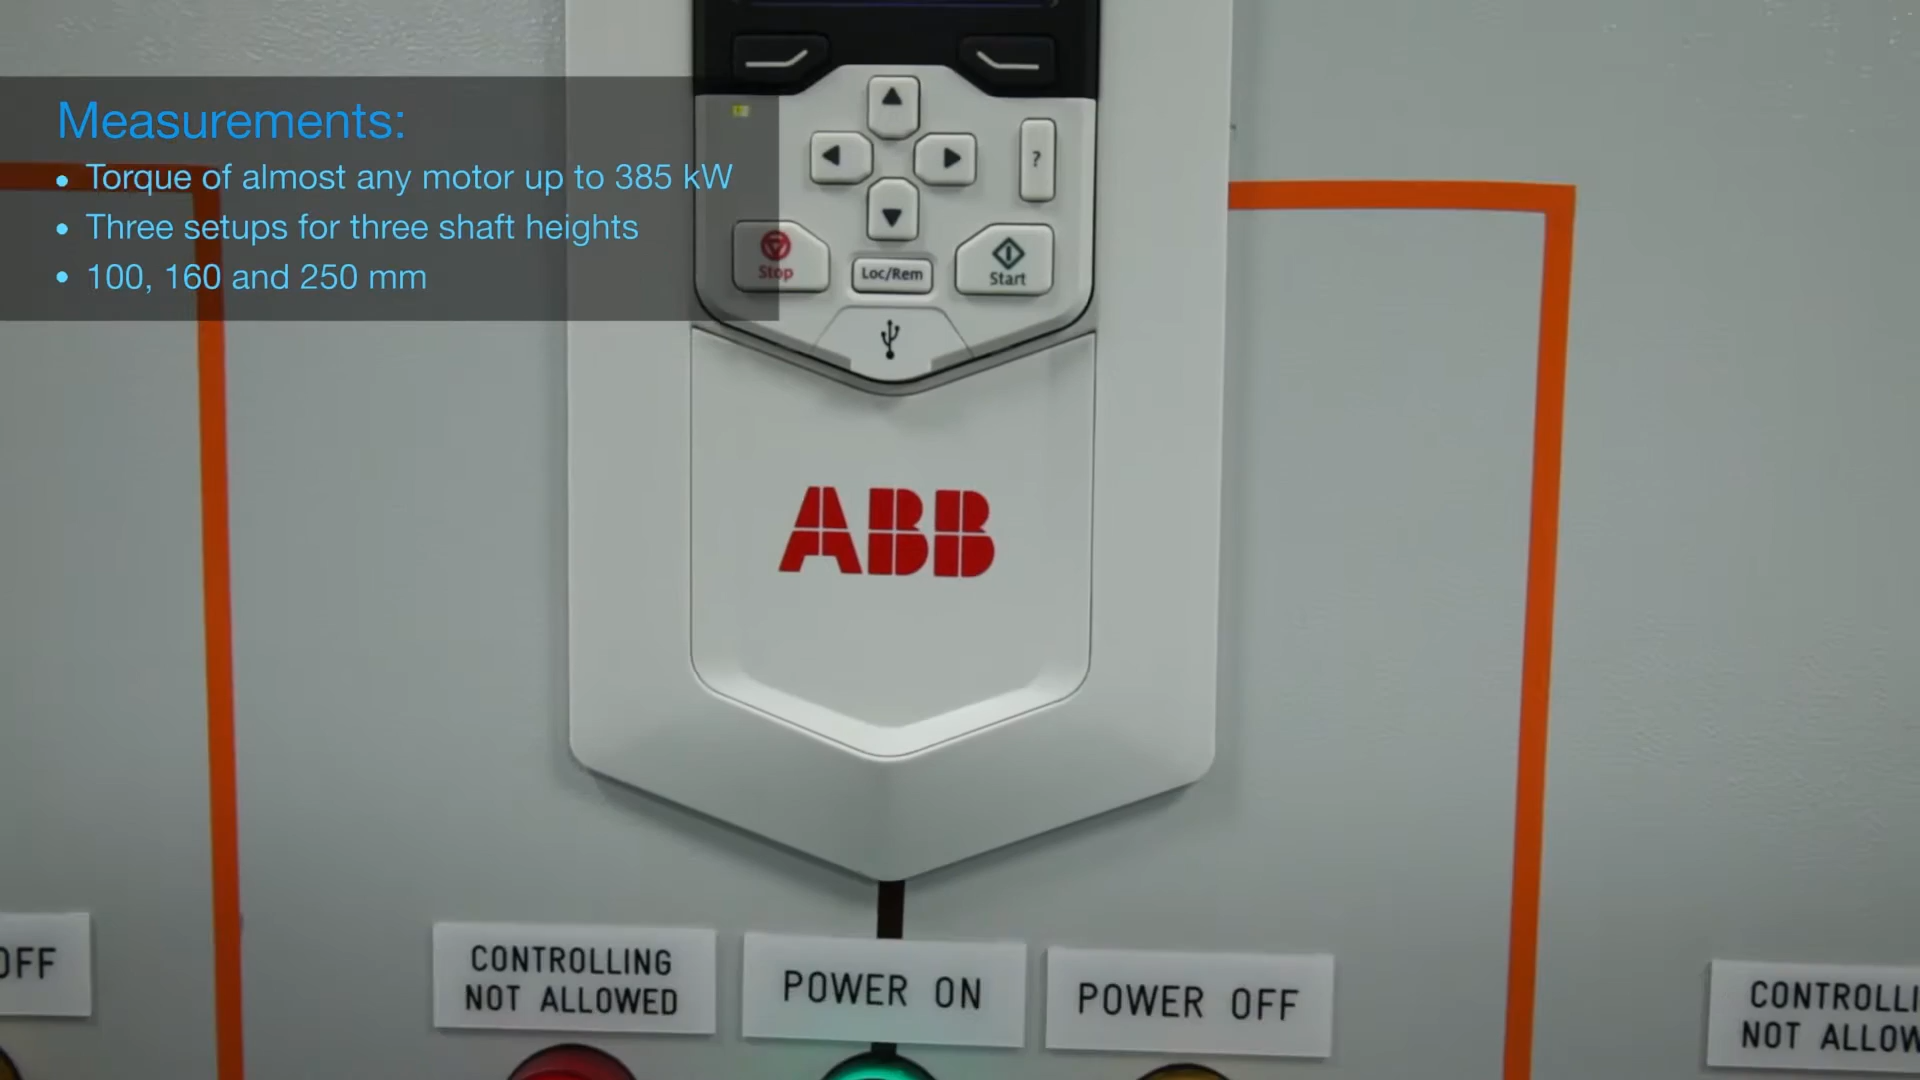 Measurements:
• Torque of almost any motor up to 385 kW
• Three setups for three shaft heights
• 100, 160 and 250 mm
?
Stop
Loc/Rem
Start
ABB
OFF
CONTROLLING
NOT ALLOWED
POWER ON
POWER OFF
CONTROLLI
NOT ALLOW